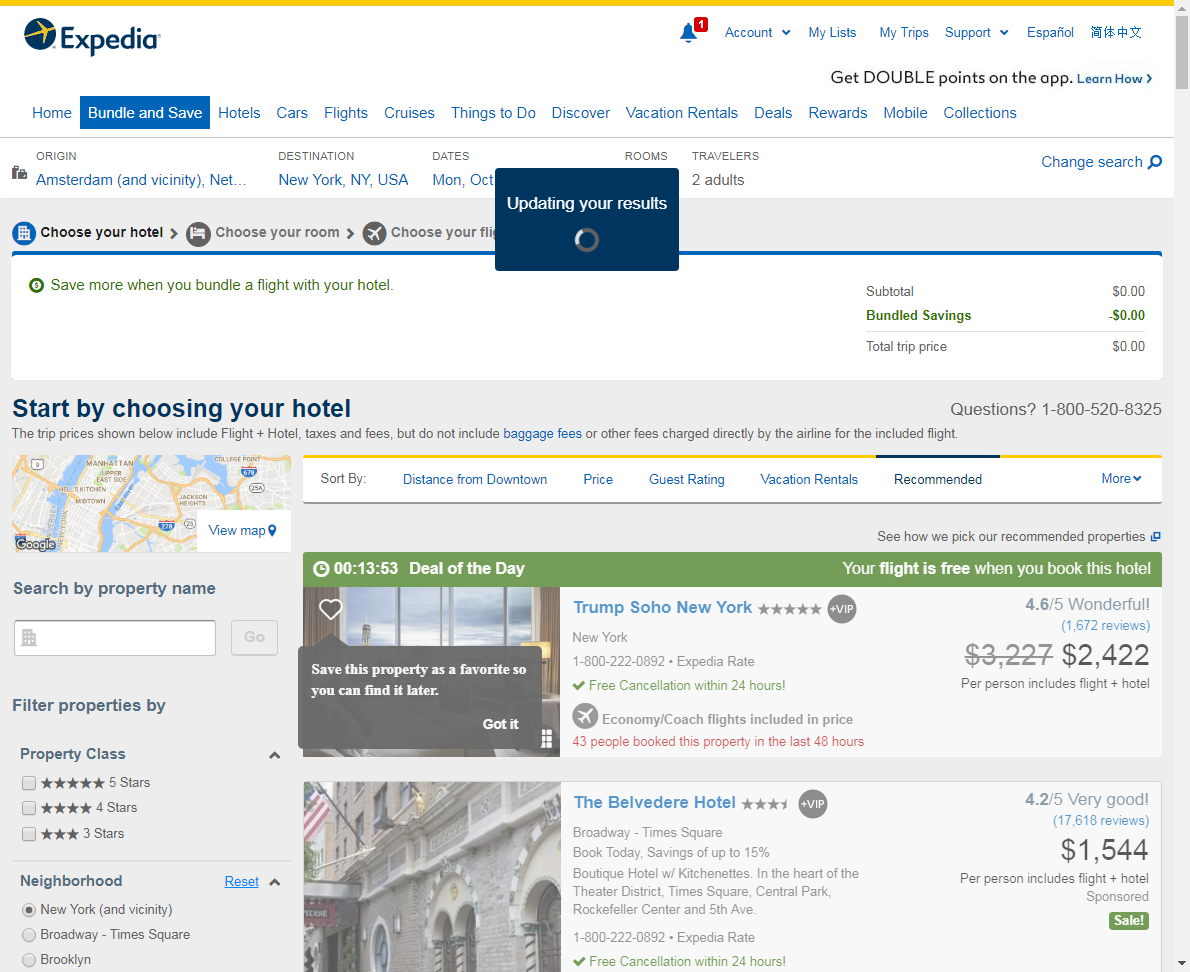 Expedia
1
Account
My Lists
My Trips
Support
Español
简体中文
Get DOUBLE points on the app. Learn How
Home
Bundle and Save
Hotels
Cars
Flights
Cruises
Things to Do
Discover
Vacation Rentals
Deals
Rewards
Mobile
Collections
ORIGIN
Amsterdam (and vicinity), Net...
DESTINATION
New York, NY, USA
DATES
Mon, Oct
ROOMS
TRAVELERS
2 adults
Change search
Updating your results
Choose your hotel
Choose your room
Choose your flig
Save more when you bundle a flight with your hotel.
Subtotal $0.00
Bundled Savings -$0.00
Total trip price $0.00
Start by choosing your hotel
Questions? 1-800-520-8325
The trip prices shown below include Flight + Hotel, taxes and fees, but do not include baggage fees or other fees charged directly by the airline for the included flight.
9
MANHATTAN
UPPER
EAST SIDE
COLLEGE POINT
678
25A
HELL'S KITCHEN
MIDTOWN
JACKSON
HEIGHTS
278
25
Google
View map
Sort By:
Distance from Downtown
Price
Guest Rating
Vacation Rentals
Recommended
More
See how we pick our recommended properties
Search by property name
Go
Filter properties by
Property Class
5 Stars
4 Stars
3 Stars
Neighborhood
Reset
New York (and vicinity)
Broadway - Times Square
Brooklyn
00:13:53 Deal of the Day
Your flight is free when you book this hotel
Save this property as a favorite so
you can find it later.
Got it
Trump Soho New York
+VIP
New York
1-800-222-0892 • Expedia Rate
Free Cancellation within 24 hours!
Economy/Coach flights included in price
43 people booked this property in the last 48 hours
4.6/5 Wonderful!
(1,672 reviews)
$3,227 $2,422
Per person includes flight + hotel
The Belvedere Hotel
+VIP
Broadway - Times Square
Book Today, Savings of up to 15%
Boutique Hotel w/ Kitchenettes. In the heart of the
Theater District, Times Square, Central Park,
Rockefeller Center and 5th Ave.
1-800-222-0892 • Expedia Rate
Free Cancellation within 24 hours!
4.2/5 Very good!
(17,618 reviews)
$1,544
Per person includes flight + hotel
Sponsored
Sale!